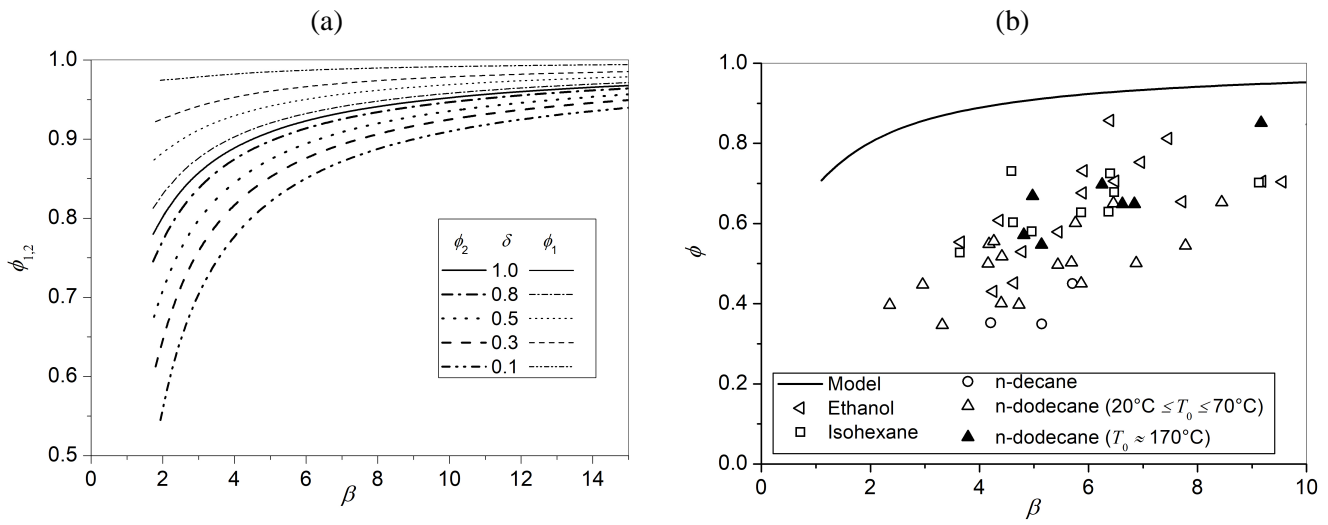 (a)
1.0
0.9
0.8
0.7
0.6
0.5
ϕ1,2
0 2 4 6 8 10 12 14
β
ϕ2 δ ϕ1
1.0
0.8
0.5
0.3
0.1
(b)
1.0
0.8
0.6
0.4
0.2
0.0
ϕ
0 2 4 6 8 10
β
Model
Ethanol
Isohexane
n-decane
n-dodecane (20°C ≤ T0 ≤ 70°C)
n-dodecane (T0 ≈ 170°C)